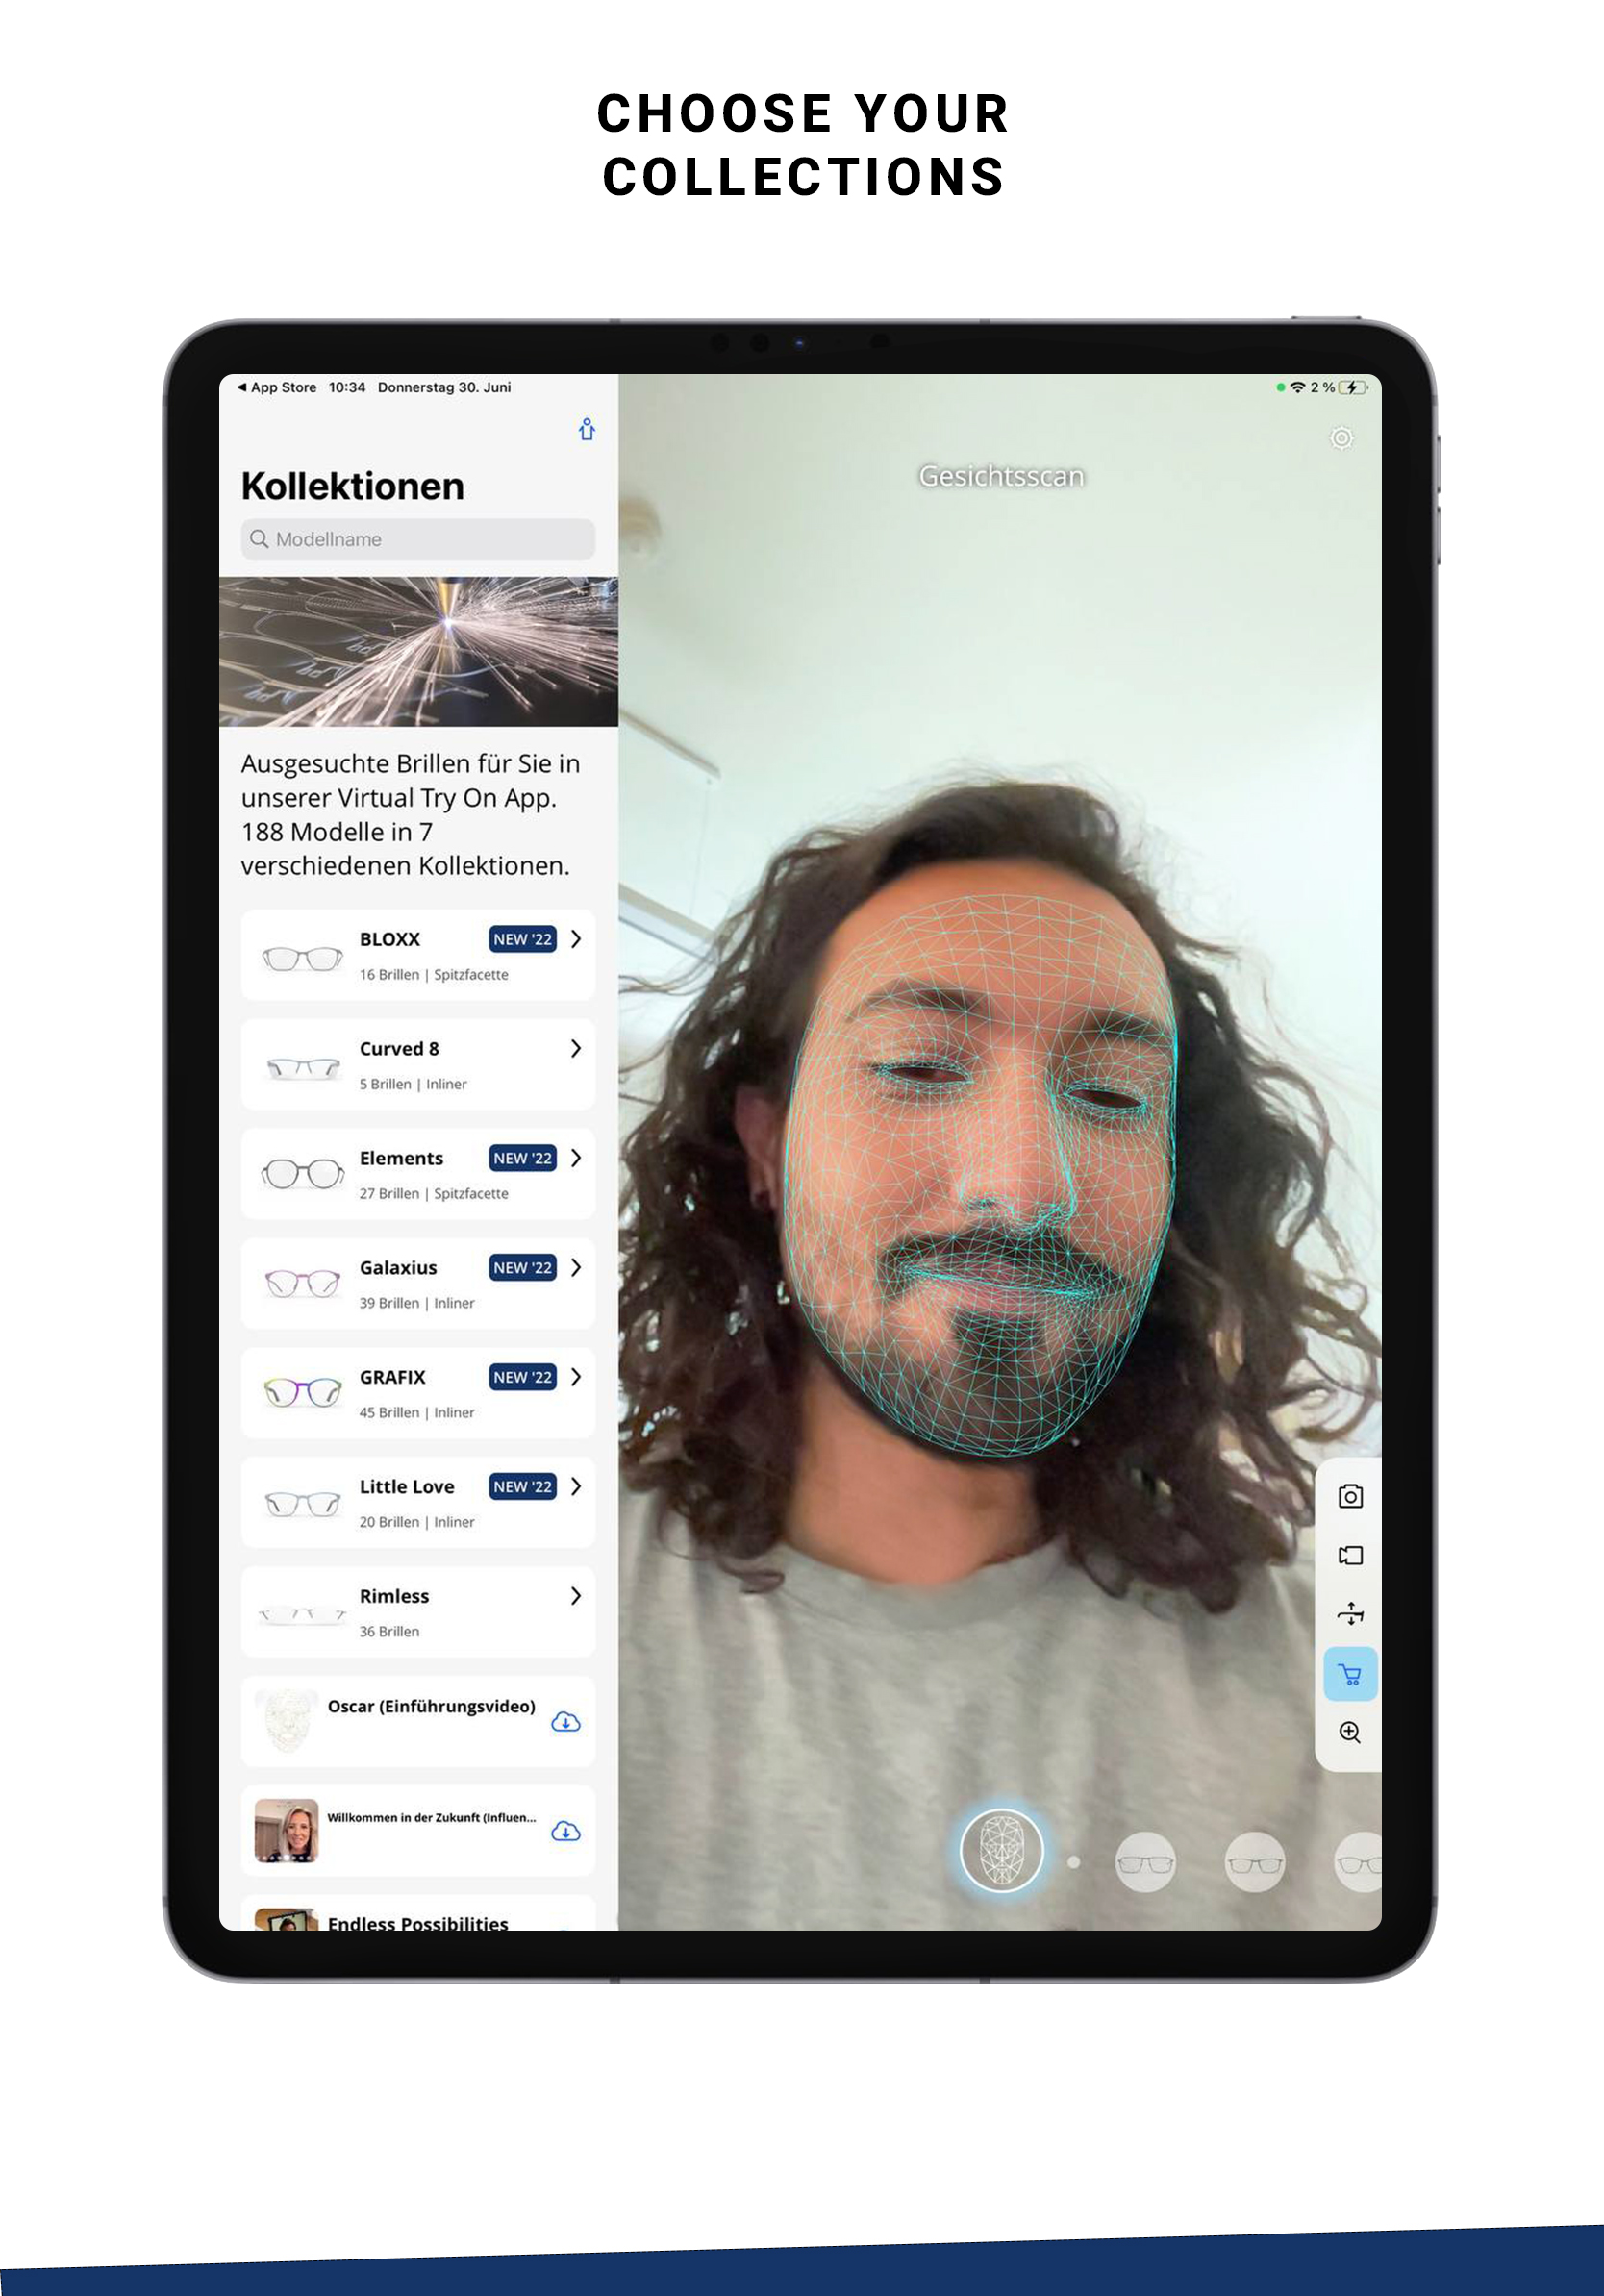 CHOOSE YOUR
COLLECTIONS
App Store 10:34 Donnerstag 30. Juni
2 %
Kollektionen
Modellname
Ausgesuchte Brillen für Sie in
unserer Virtual Try On App.
188 Modelle in 7
verschiedenen Kollektionen.
BLOXX NEW '22
16 Brillen | Spitzfacette
Curved 8
5 Brillen | Inliner
Elements NEW '22
27 Brillen | Spitzfacette
Galaxius NEW '22
39 Brillen | Inliner
GRAFIX NEW '22
45 Brillen | Inliner
Little Love NEW '22
20 Brillen | Inliner
Rimless
36 Brillen
Oscar (Einführungsvideo)
Willkommen in der Zukunft (Influen...
Endless Possibilities
Gesichtsscan